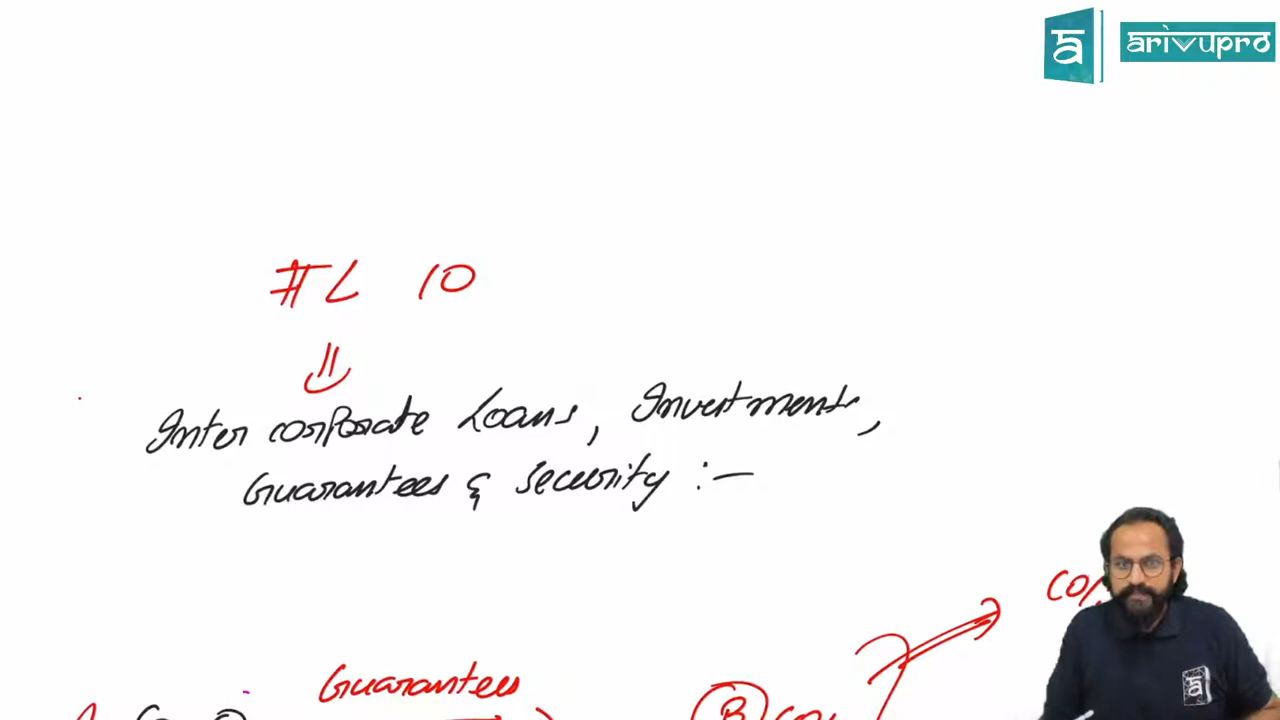 arivupro
#L 10
Inter corporate Loans, Investments,
Guarantees & Security :-
Guarantees